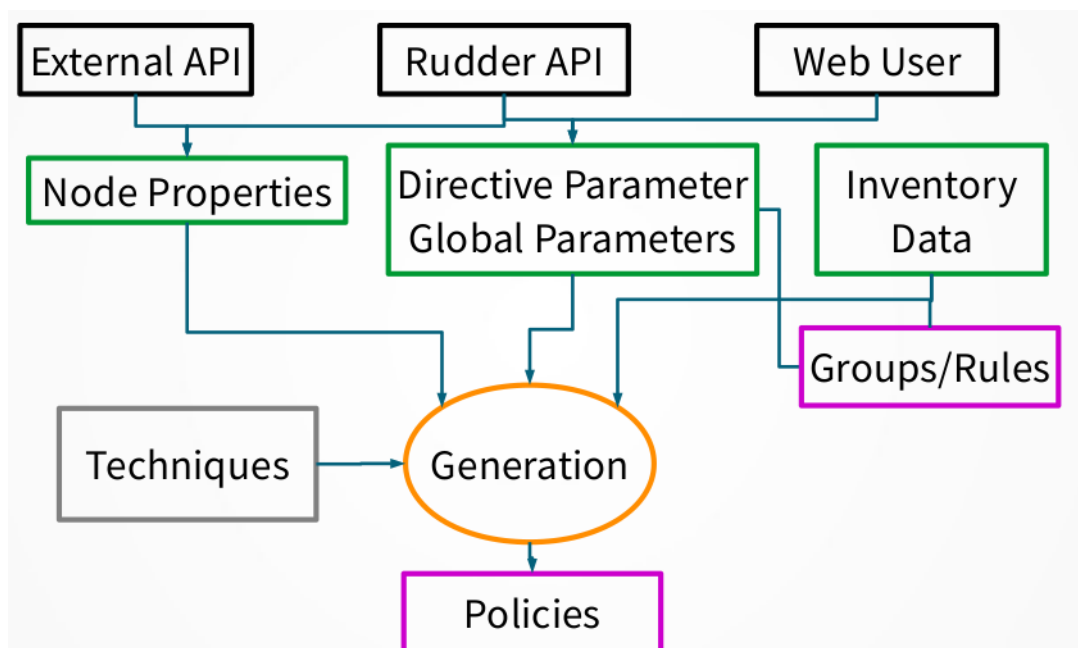 External API
Rudder API
Web User
Node Properties
Directive Parameter
Global Parameters
Inventory
Data
Groups/Rules
Techniques
Generation
Policies